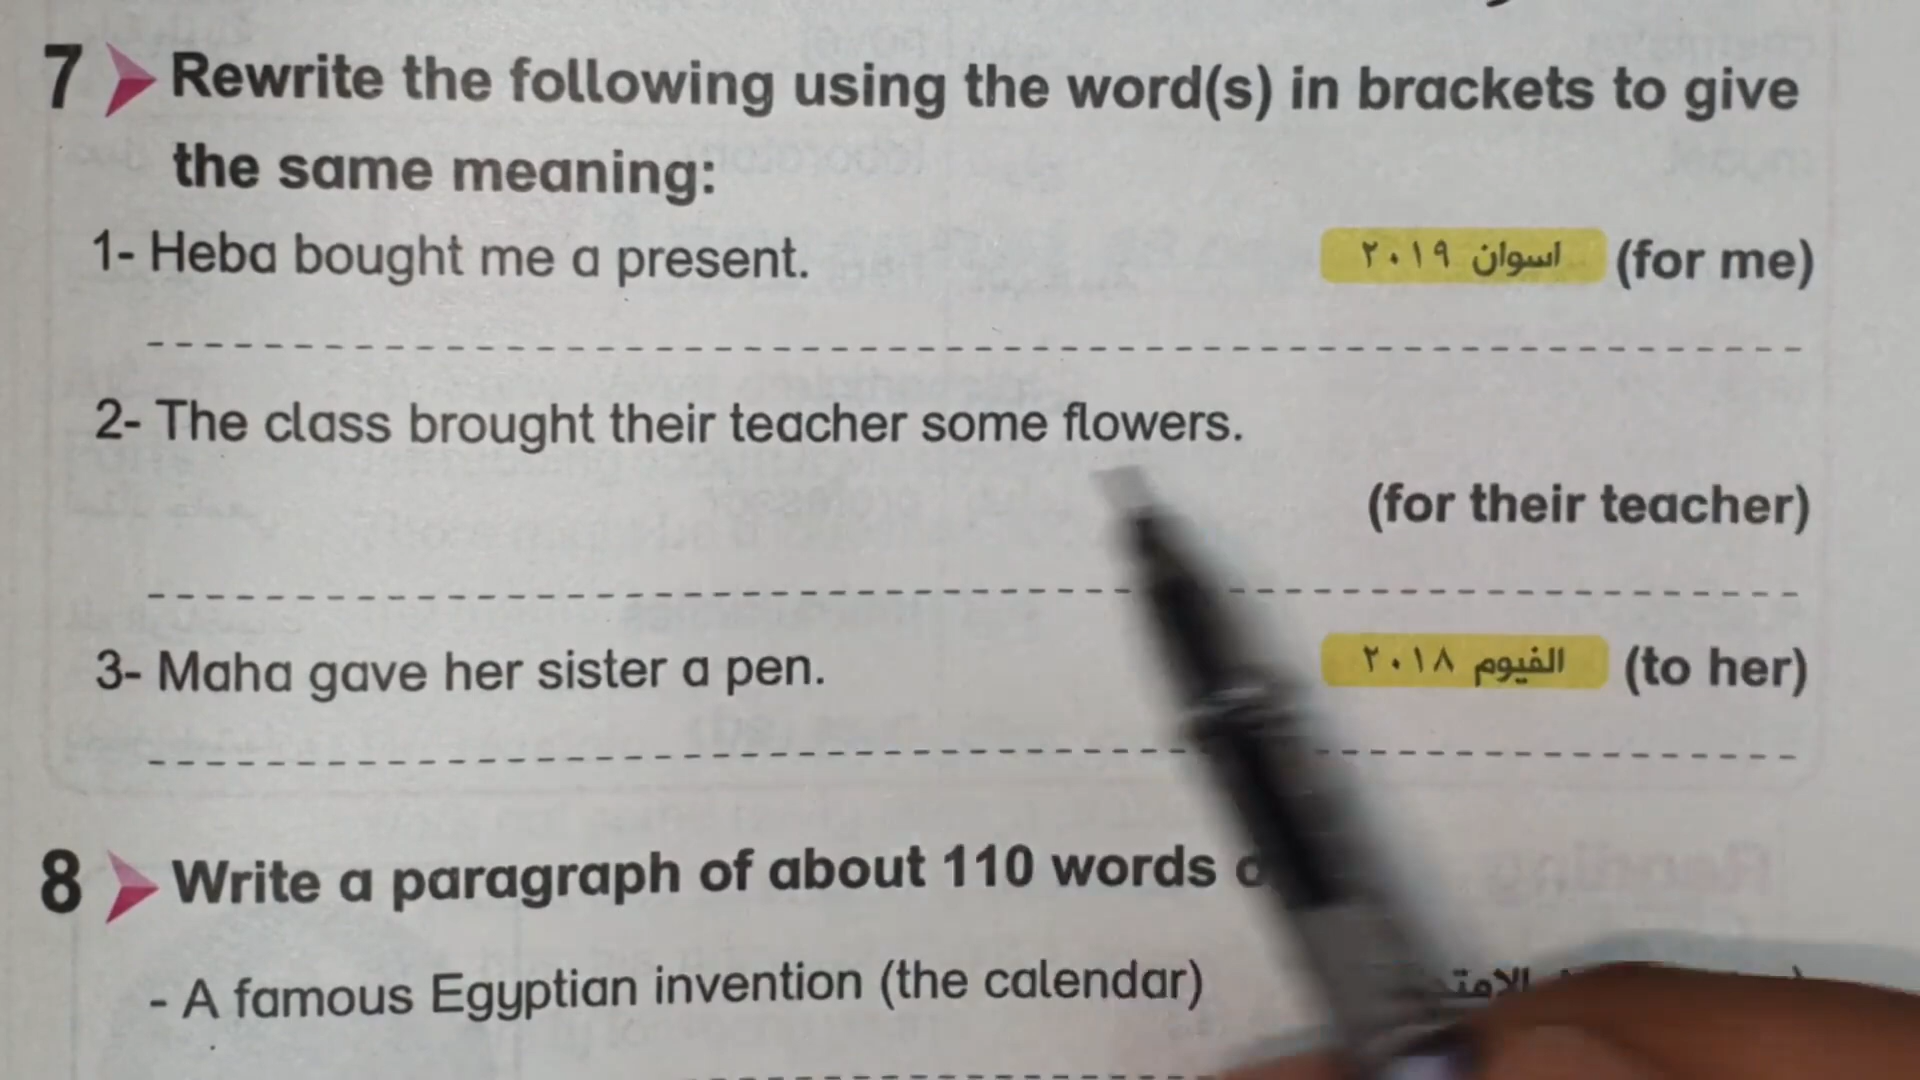 7 Rewrite the following using the word(s) in brackets to give
the same meaning:
1- Heba bought me a present. اسوان ٢٠١٩ (for me)
2- The class brought their teacher some flowers.
(for their teacher)
3- Maha gave her sister a pen. الفيوم ٢٠١٨ (to her)
8 Write a paragraph of about 110 words
- A famous Egyptian invention (the calendar)